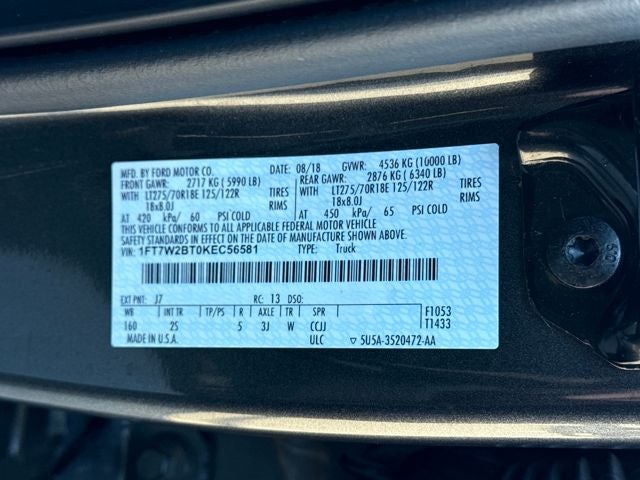 MFD. BY FORD MOTOR CO. DATE: 08/18 GVWR: 4536 KG (10000 LB)
FRONT GAWR: 2717 KG (5990 LB) REAR GAWR: 2876 KG (6340 LB)
WITH LT275/70R18E 125/122R TIRES WITH LT275/70R18E 125/122R TIRES
18x8.0J RIMS 18x8.0J RIMS
AT 420 kPa/ 60 PSI COLD AT 450 kPa/ 65 PSI COLD
THIS VEHICLE CONFORMS TO ALL APPLICABLE FEDERAL MOTOR VEHICLE
SAFETY STANDARDS IN EFFECT ON THE DATE OF MANUFACTURE SHOWN ABOVE.
VIN: 1FT7W2BT0KEC56581 TYPE: Truck
EXT PNT: J7 RC: 13 DSO:
WB INT TR TP/PS R AXLE TR SPR F1053
160 2S 5 3J W CCJJ T1433
MADE IN U.S.A. ULC ▽ 5U5A-3520472-AA